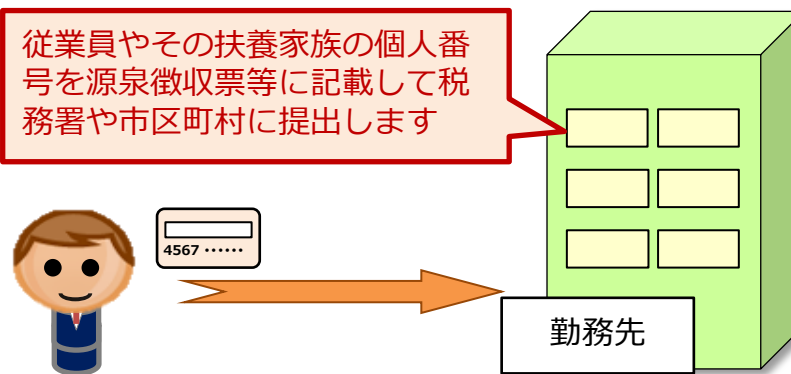 従業員やその扶養家族の個人番
号を源泉徴収票等に記載して税
務署や市区町村に提出します
4567 ‥‥‥
勤務先